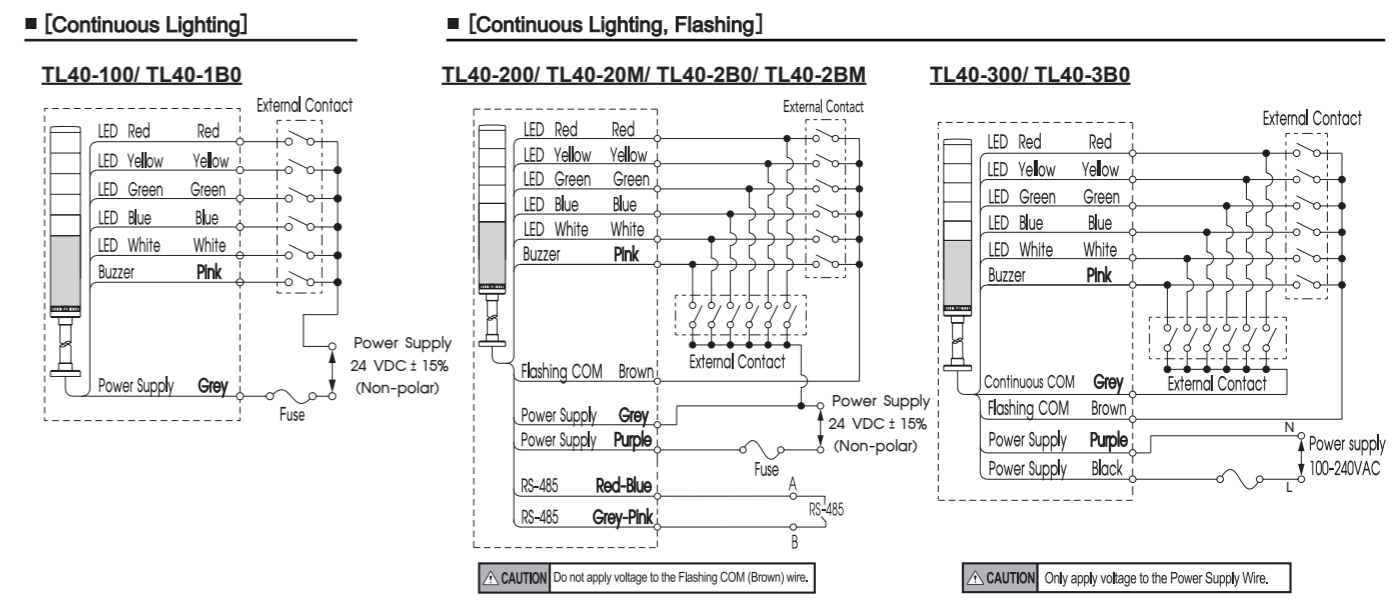 ■ [Continuous Lighting]
TL40-100/ TL40-1B0
External Contact
LED Red Red
LED Yellow Yellow
LED Green Green
LED Blue Blue
LED White White
Buzzer Pink
Power Supply
24 VDC ± 15%
(Non-polar)
Power Supply Grey
Fuse
■ [Continuous Lighting, Flashing]
TL40-200/ TL40-20M/ TL40-2B0/ TL40-2BM
External Contact
LED Red Red
LED Yellow Yellow
LED Green Green
LED Blue Blue
LED White White
Buzzer Pink
External Contact
Flashing COM Brown
Power Supply Grey
Power Supply
24 VDC ± 15%
(Non-polar)
Power Supply Purple
Fuse
RS-485 Red-Blue
A
RS-485
RS-485 Grey-Pink
B
CAUTION Do not apply voltage to the Flashing COM (Brown) wire.
TL40-300/ TL40-3B0
External Contact
LED Red Red
LED Yellow Yellow
LED Green Green
LED Blue Blue
LED White White
Buzzer Pink
External Contact
Continuous COM Grey
Flashing COM Brown
N
Power Supply Purple
Power supply
100-240VAC
Power Supply Black
L
CAUTION Only apply voltage to the Power Supply Wire.